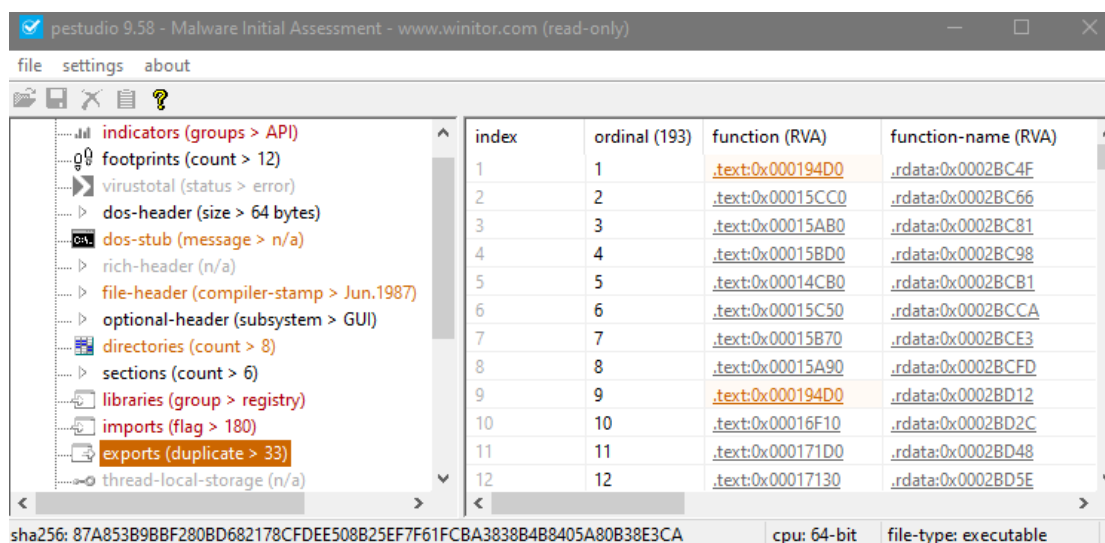 pestudio 9.58 - Malware Initial Assessment - www.winitor.com (read-only)
file settings about
indicators (groups > API)
footprints (count > 12)
virustotal (status > error)
dos-header (size > 64 bytes)
dos-stub (message > n/a)
rich-header (n/a)
file-header (compiler-stamp > Jun.1987)
optional-header (subsystem > GUI)
directories (count > 8)
sections (count > 6)
libraries (group > registry)
imports (flag > 180)
exports (duplicate > 33)
thread-local-storage (n/a)
index ordinal (193) function (RVA) function-name (RVA)
1 1 .text:0x000194D0 .rdata:0x0002BC4F
2 2 .text:0x00015CC0 .rdata:0x0002BC66
3 3 .text:0x00015AB0 .rdata:0x0002BC81
4 4 .text:0x00015BD0 .rdata:0x0002BC98
5 5 .text:0x00014CB0 .rdata:0x0002BCB1
6 6 .text:0x00015C50 .rdata:0x0002BCCA
7 7 .text:0x00015B70 .rdata:0x0002BCE3
8 8 .text:0x00015A90 .rdata:0x0002BCFD
9 9 .text:0x000194D0 .rdata:0x0002BD12
10 10 .text:0x00016F10 .rdata:0x0002BD2C
11 11 .text:0x000171D0 .rdata:0x0002BD48
12 12 .text:0x00017130 .rdata:0x0002BD5E
sha256: 87A853B9BBF280BD682178CFDEE508B25EF7F61FCBA3838B4B8405A80B38E3CA cpu: 64-bit file-type: executable